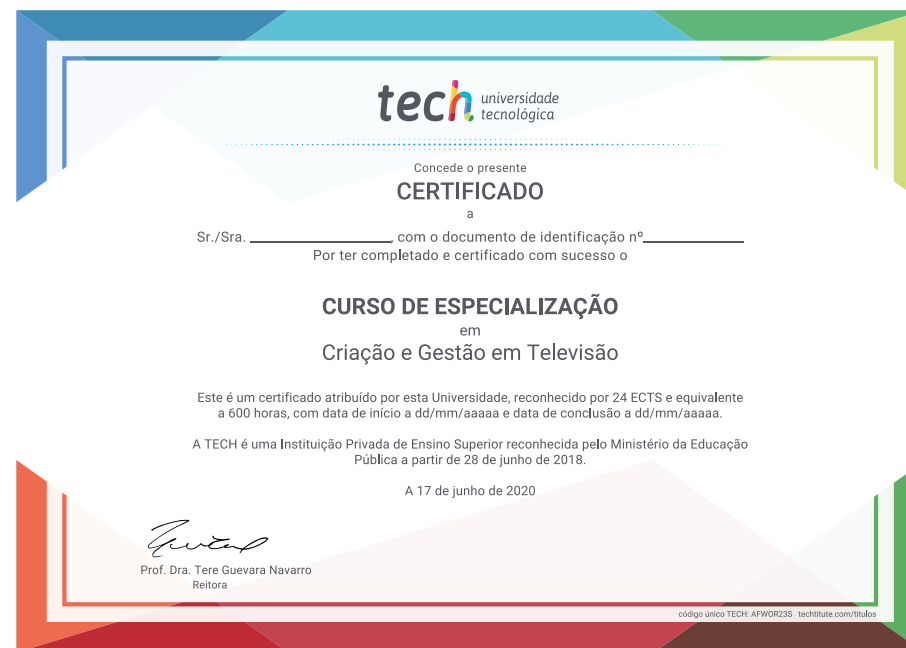 tech universidade
tecnológica
Concede o presente
CERTIFICADO
a
Sr./Sra. ____________________, com o documento de identificação nº______________
Por ter completado e certificado com sucesso o
CURSO DE ESPECIALIZAÇÃO
em
Criação e Gestão em Televisão
Este é um certificado atribuído por esta Universidade, reconhecido por 24 ECTS e equivalente
a 600 horas, com data de início a dd/mm/aaaaa e data de conclusão a dd/mm/aaaaa.
A TECH é uma Instituição Privada de Ensino Superior reconhecida pelo Ministério da Educação
Pública a partir de 28 de junho de 2018.
A 17 de junho de 2020
Prof. Dra. Tere Guevara Navarro
Reitora
código único TECH: AFWOR23S techtitute.com/titulos